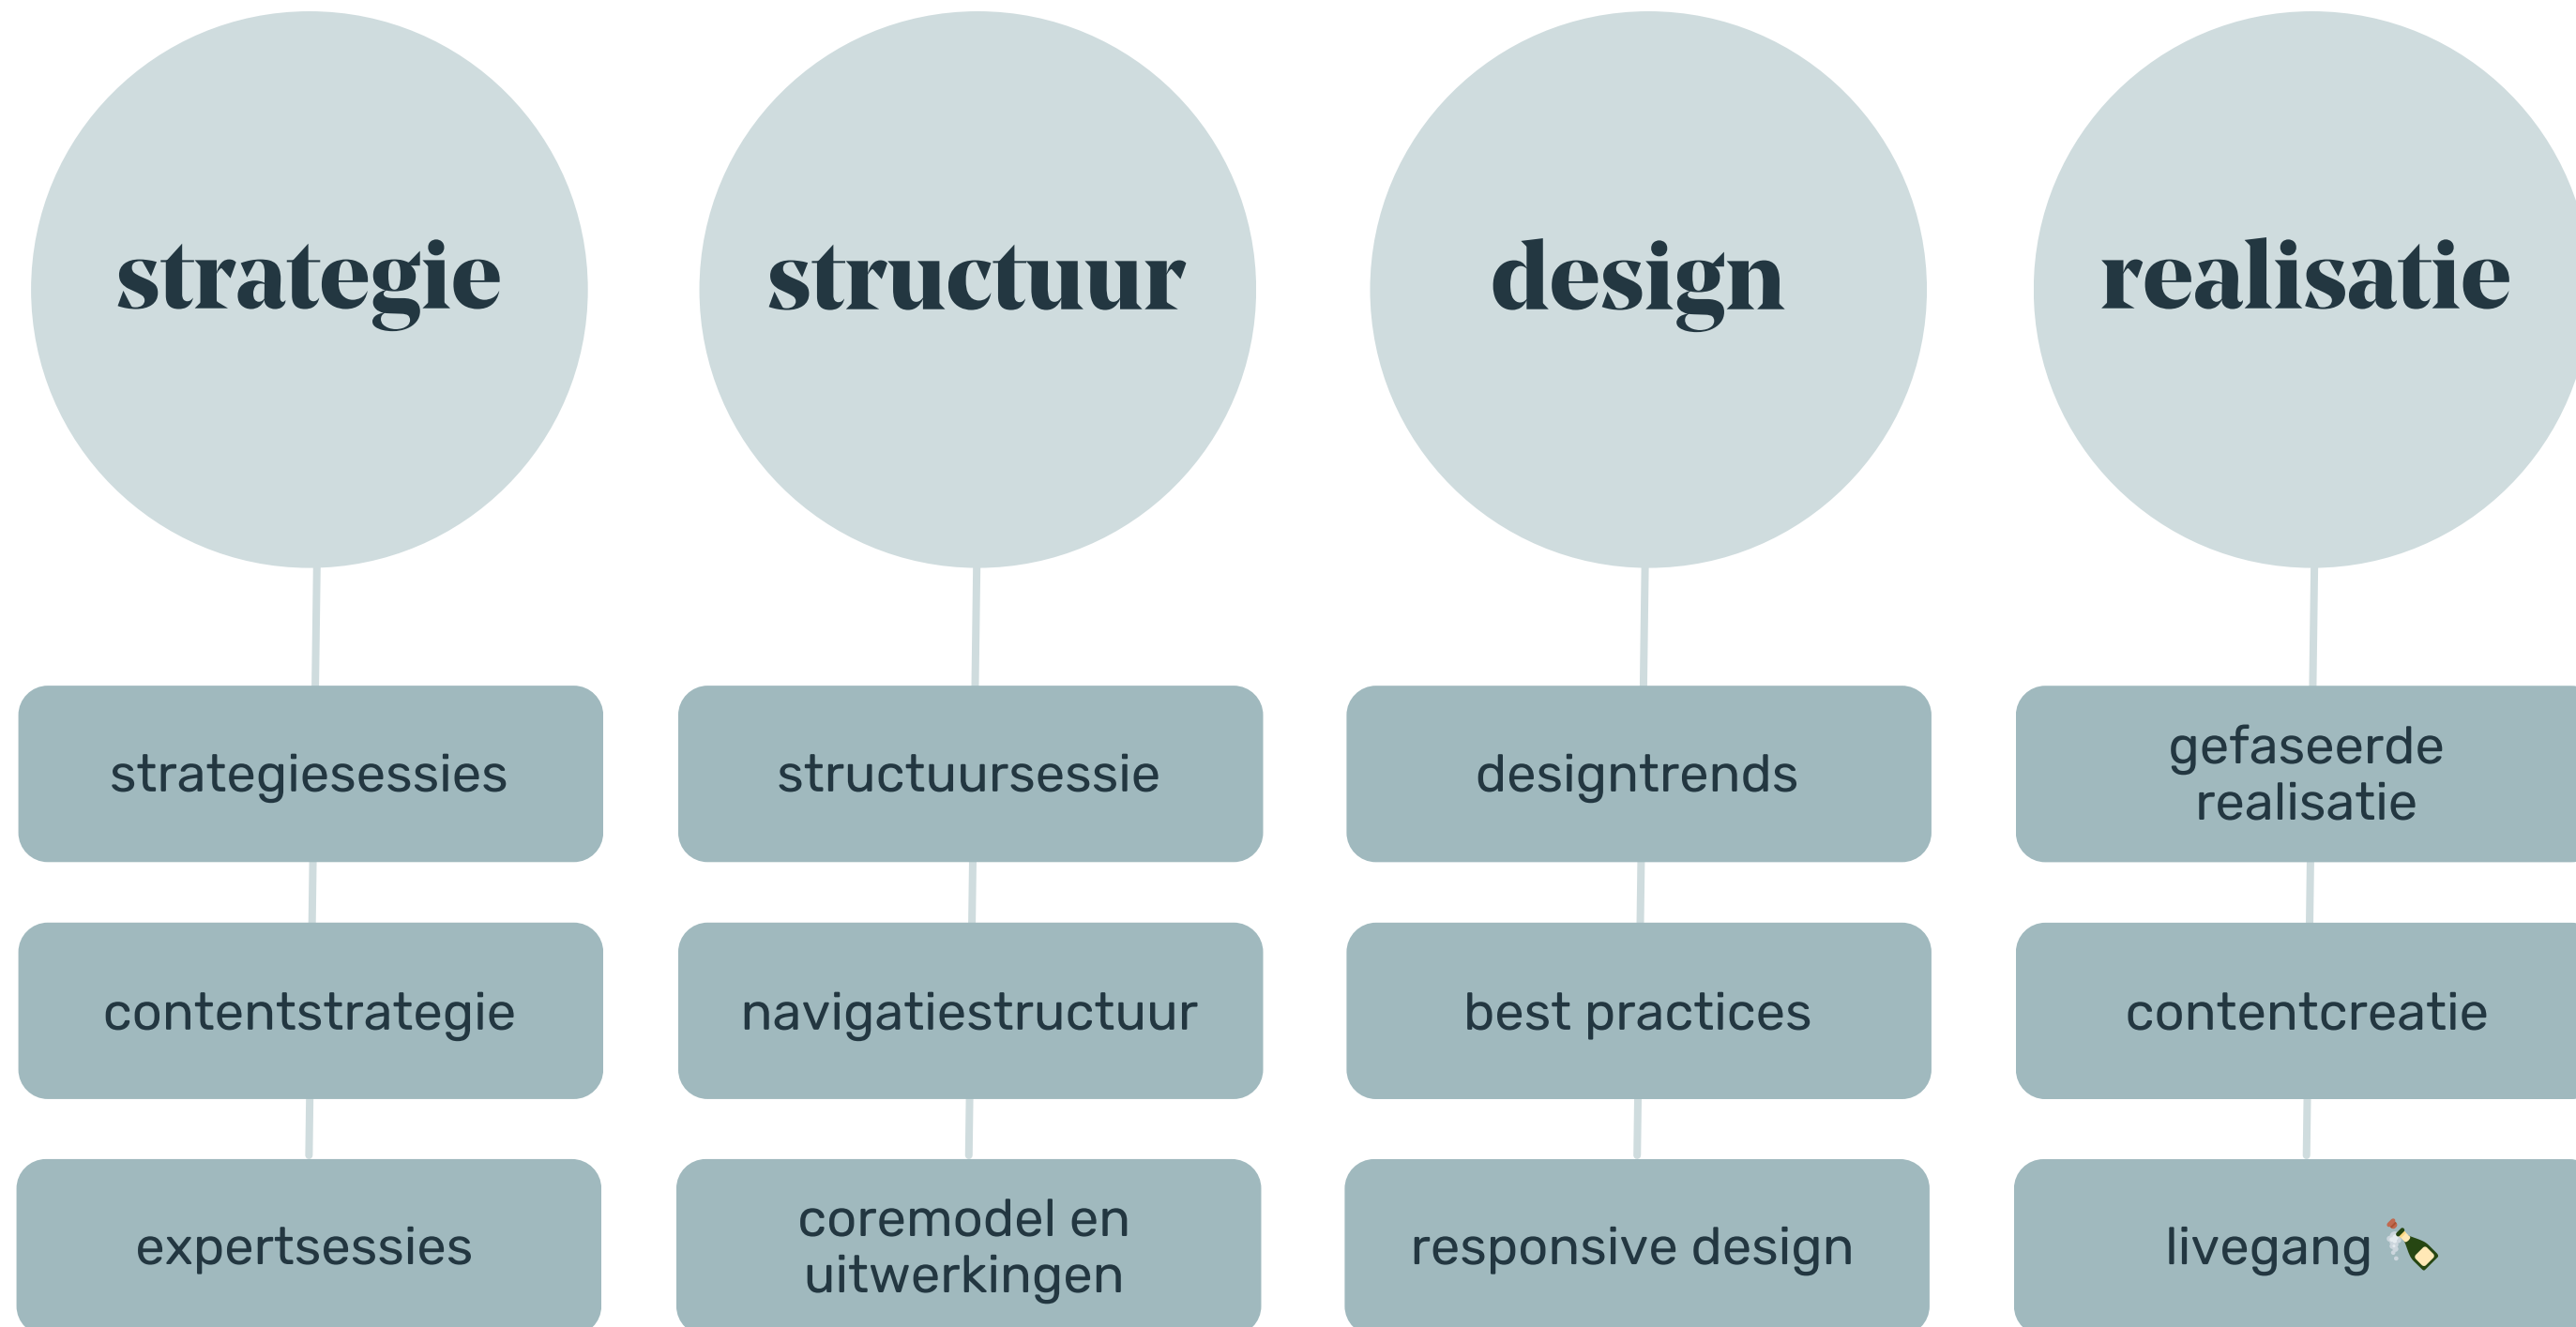 strategie
structuur
design
realisatie
strategiesessies
structuursessie
designtrends
gefaseerde
realisatie
contentstrategie
navigatiestructuur
best practices
contentcreatie
expertsessies
coremodel en
uitwerkingen
responsive design
livegang 🍾